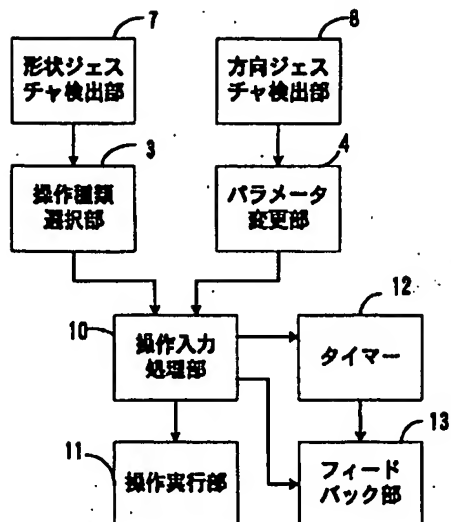 7
8
形状ジェス
チャ検出部
方向ジェス
チャ検出部
3
4
操作種類
選択部
パラメータ
変更部
12
10
操作入力
処理部
タイマー
13
11
操作実行部
フィード
バック部